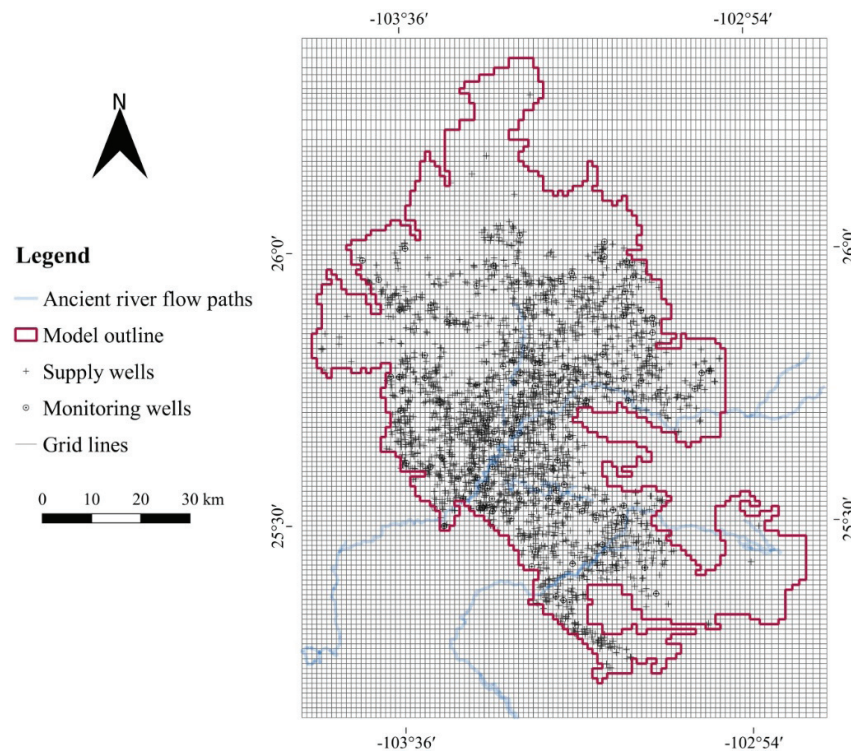 -103°36′ -102°54′
N
26°0′ 26°0′
Legend
Ancient river flow paths
Model outline
Supply wells
Monitoring wells
Grid lines
0 10 20 30 km
25°30′ 25°30′
-103°36′ -102°54′